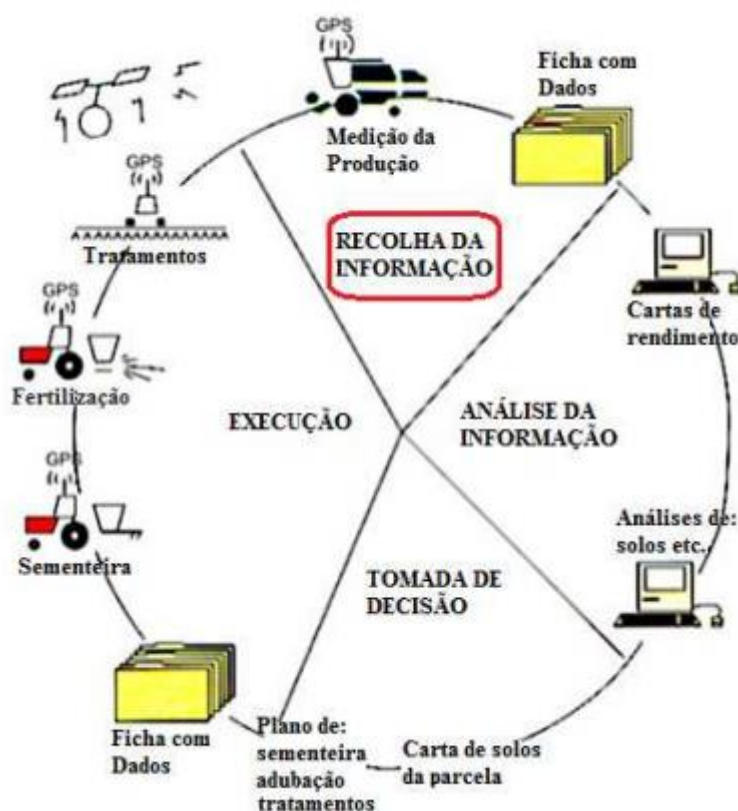 GPS
Medição da
Produção
Ficha com
Dados
RECOLHA DA
INFORMAÇÃO
Cartas de
rendimento
ANÁLISE DA
INFORMAÇÃO
Análises de:
solos etc.
TOMADA DE
DECISÃO
Carta de solos
da parcela
Plano de:
sementeira
adubação
tratamentos
Ficha com
Dados
EXECUÇÃO
GPS
Sementeira
GPS
Fertilização
GPS
Tratamentos